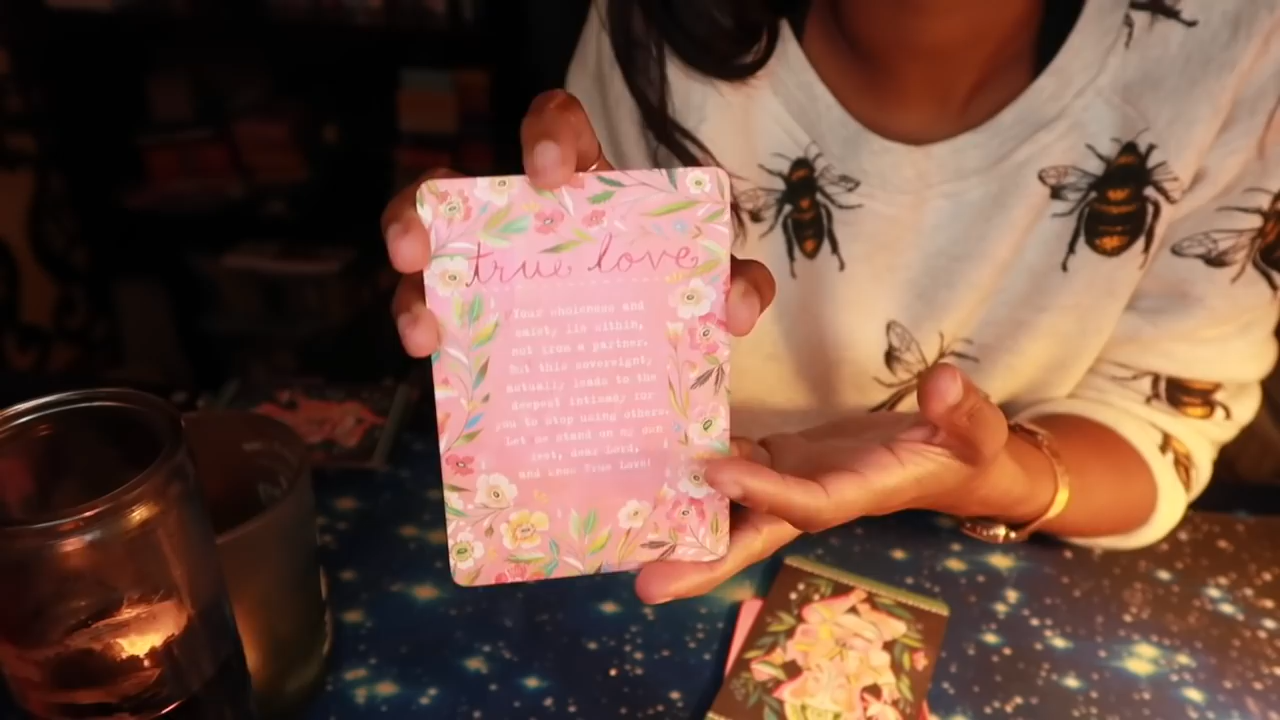 true love
Your wholeness and
safety lie within,
not from a partner.
But this sovereignty
actually leads to the
deepest intimacy for
you to stop using others.
Let me stand on my own
feet, dear Lord,
and know True Love!